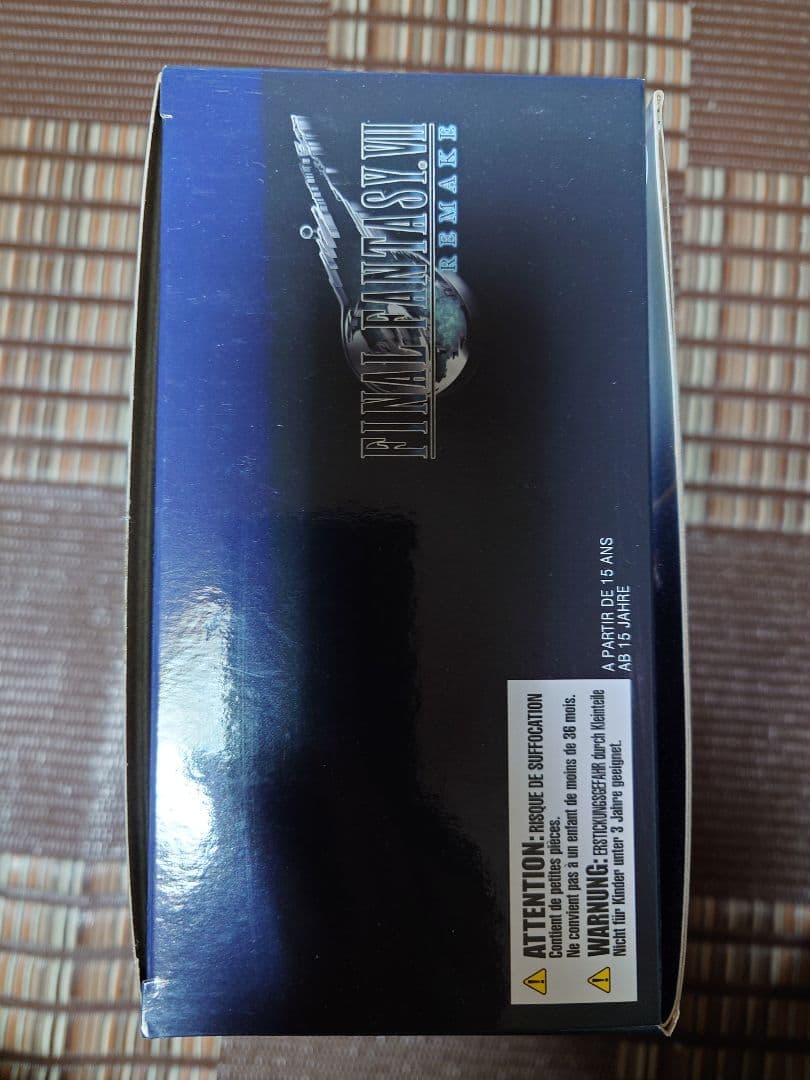 FINAL FANTASY. VII
REMAKE
A PARTIR DE 15 ANS
AB 15 JAHRE
ATTENTION: RISQUE DE SUFFOCATION
Contient de petites pièces.
Ne convient pas à un enfant de moins de 36 mois.
WARNUNG: ERSTICKUNGSGEFAHR durch Kleinteile
Nicht für Kinder unter 3 Jahre geeignet.